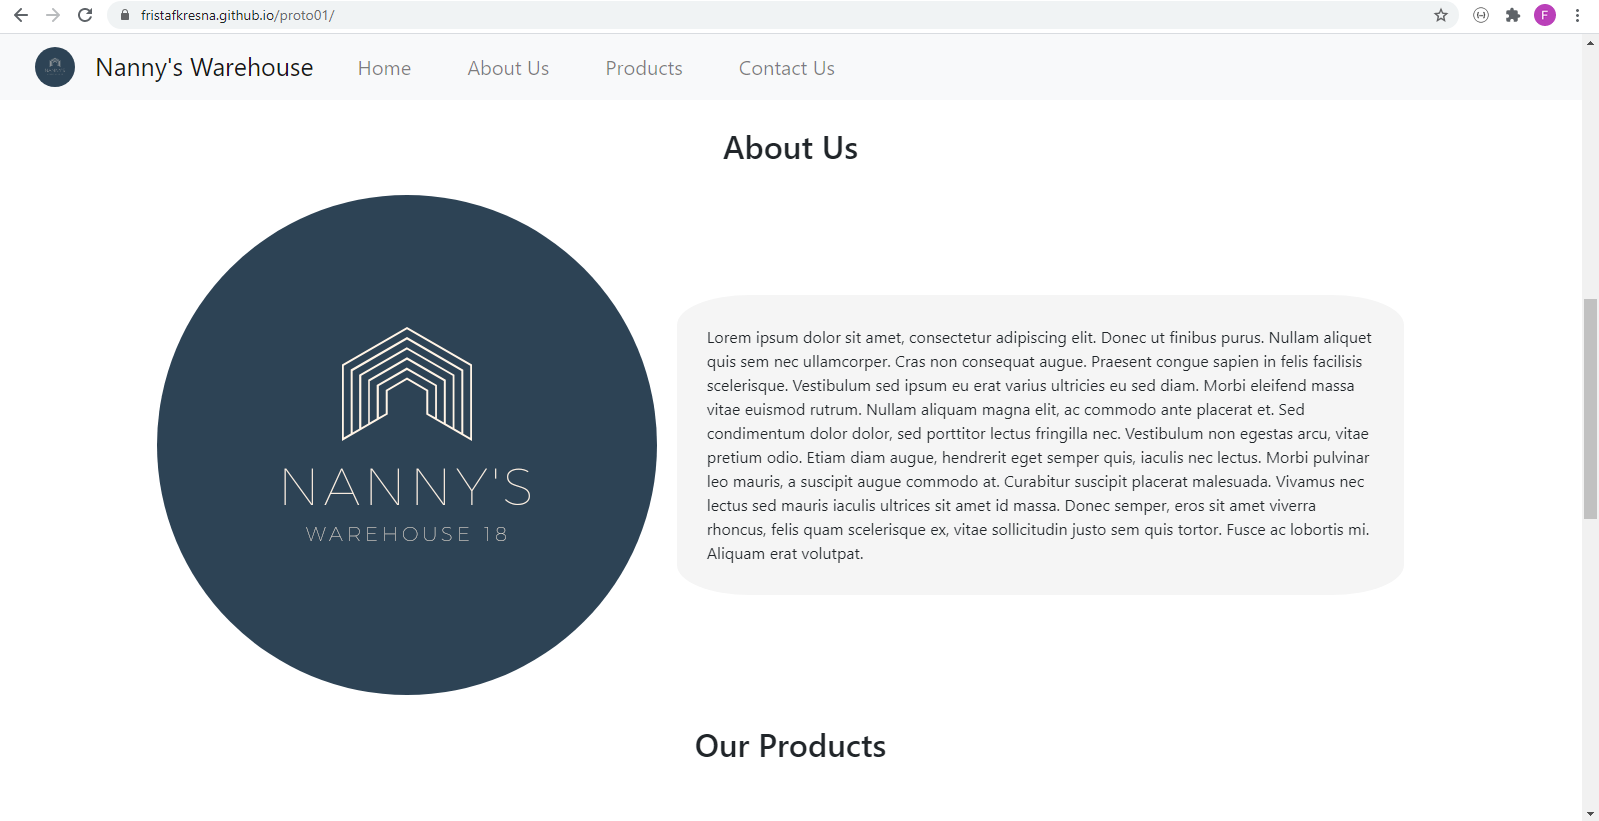 fristafkresna.github.io/proto01/
F
Nanny's Warehouse Home About Us Products Contact Us
About Us
NANNY'S
WAREHOUSE 18
Lorem ipsum dolor sit amet, consectetur adipiscing elit. Donec ut finibus purus. Nullam aliquet
quis sem nec ullamcorper. Cras non consequat augue. Praesent congue sapien in felis facilisis
scelerisque. Vestibulum sed ipsum eu erat varius ultricies eu sed diam. Morbi eleifend massa
vitae euismod rutrum. Nullam aliquam magna elit, ac commodo ante placerat et. Sed
condimentum dolor dolor, sed porttitor lectus fringilla nec. Vestibulum non egestas arcu, vitae
pretium odio. Etiam diam augue, hendrerit eget semper quis, iaculis nec lectus. Morbi pulvinar
leo mauris, a suscipit augue commodo at. Curabitur suscipit placerat malesuada. Vivamus nec
lectus sed mauris iaculis ultrices sit amet id massa. Donec semper, eros sit amet viverra
rhoncus, felis quam scelerisque ex, vitae sollicitudin justo sem quis tortor. Fusce ac lobortis mi.
Aliquam erat volutpat.
Our Products